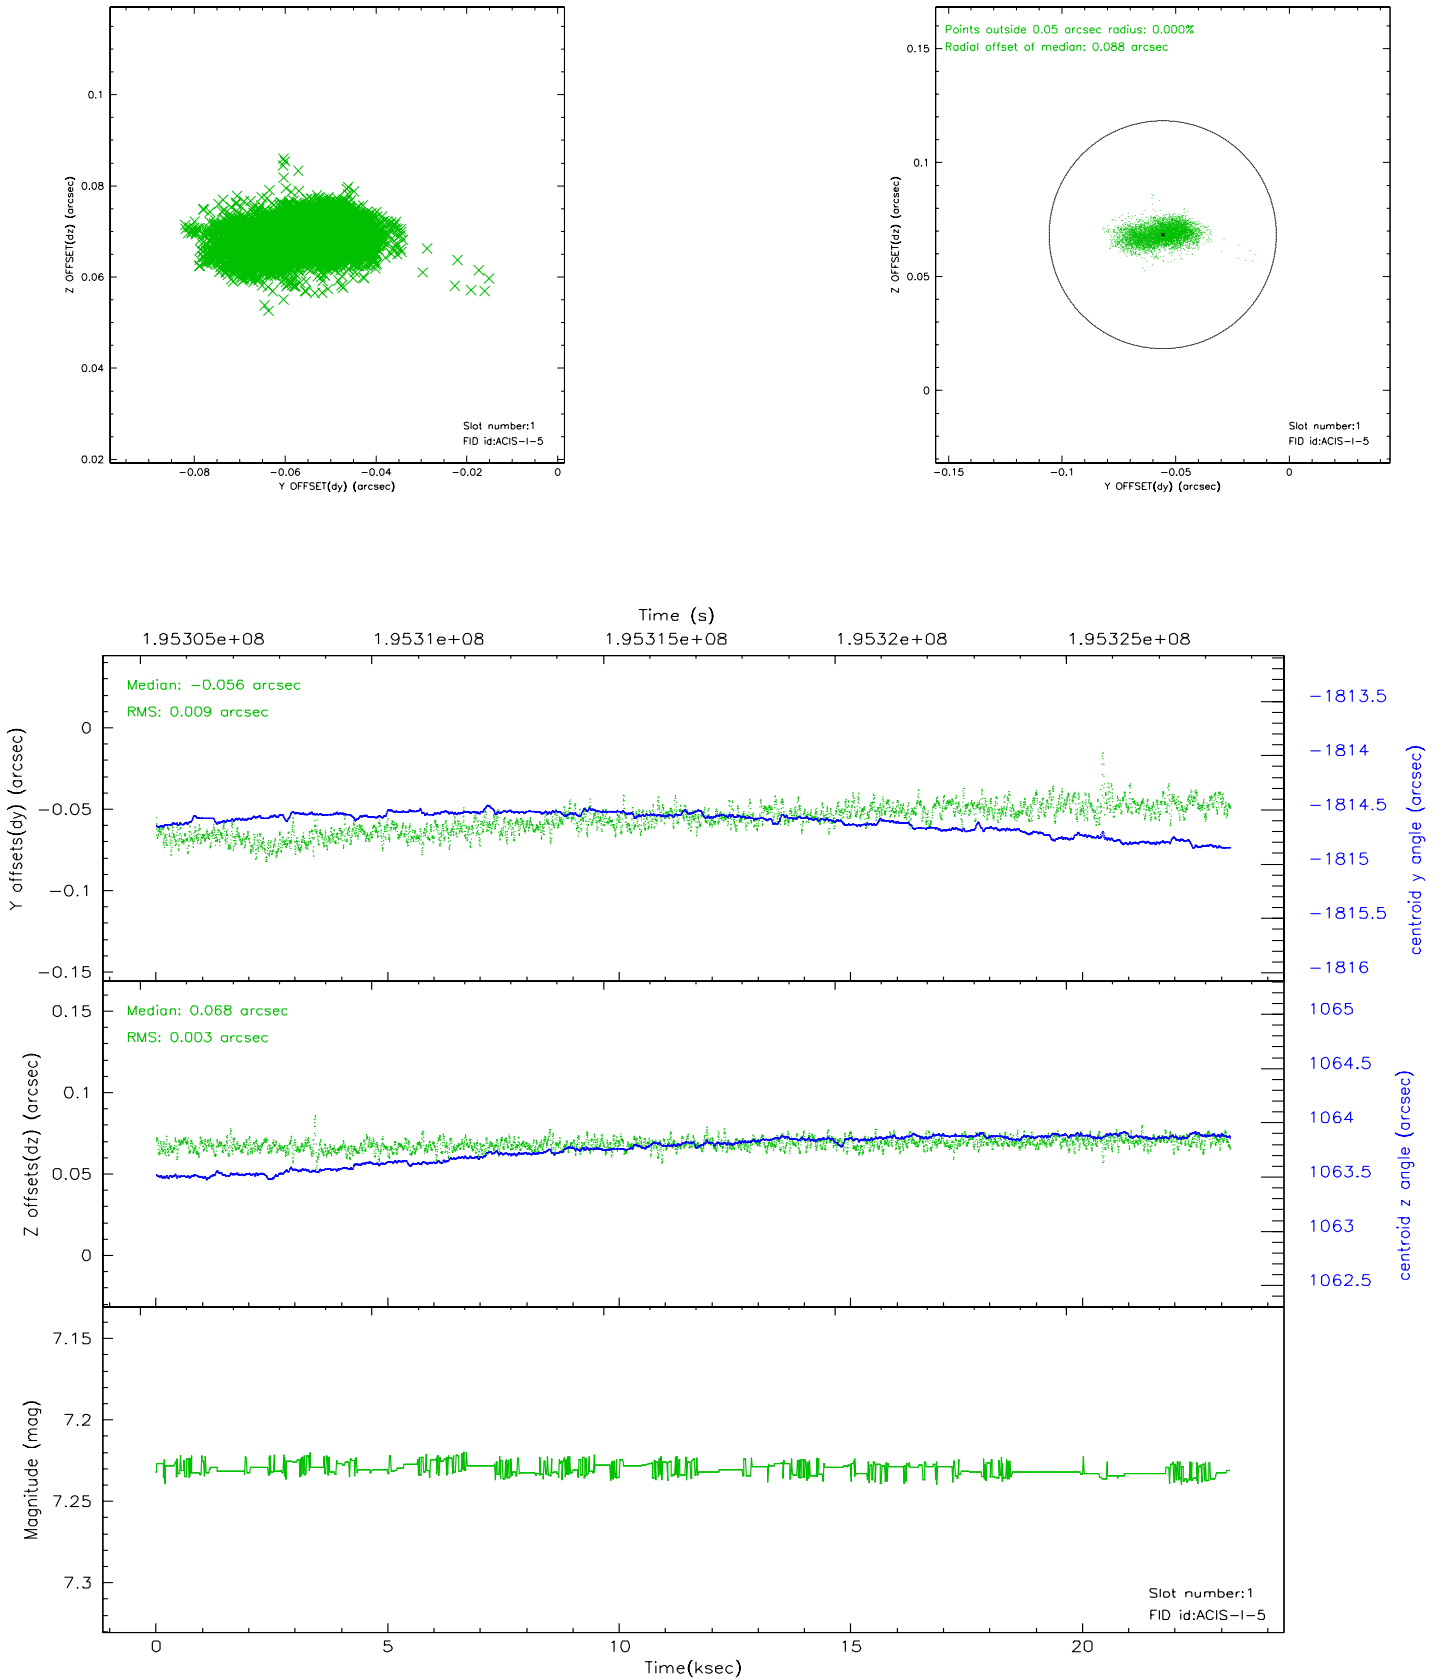 0.1
0.08
0.06
0.04
0.02
Z OFFSET(dz) (arcsec)
−0.08 −0.06 −0.04 −0.02 0
Y OFFSET(dy) (arcsec)
Slot number:1
FID id:ACIS−I−5
Points outside 0.05 arcsec radius: 0.000%
Radial offset of median: 0.088 arcsec
0.15
0.1
0.05
0
Z OFFSET(dz) (arcsec)
−0.15 −0.1 −0.05 0
Y OFFSET(dy) (arcsec)
Slot number:1
FID id:ACIS−I−5
Time (s)
1.95305e+08 1.9531e+08 1.95315e+08 1.9532e+08 1.95325e+08
Median: −0.056 arcsec
RMS: 0.009 arcsec
0
−0.05
−0.1
−0.15
Y offsets(dy) (arcsec)
−1813.5
−1814
−1814.5
−1815
−1815.5
−1816
centroid y angle (arcsec)
Median: 0.068 arcsec
RMS: 0.003 arcsec
0.15
0.1
0.05
0
Z offsets(dz) (arcsec)
1065
1064.5
1064
1063.5
1063
1062.5
centroid z angle (arcsec)
7.15
7.2
7.25
7.3
Magnitude (mag)
Slot number:1
FID id:ACIS−I−5
0 5 10 15 20
Time(ksec)